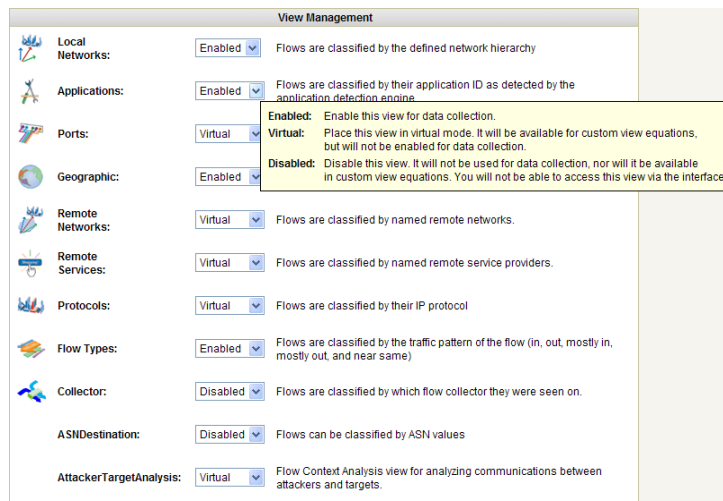 View Management
Local
Networks:
Enabled
Flows are classified by the defined network hierarchy
Applications:
Enabled
Flows are classified by their application ID as detected by the
application detection engine
Enabled: Enable this view for data collection.
Virtual: Place this view in virtual mode. It will be available for custom view equations,
but will not be enabled for data collection.
Disabled: Disable this view. It will not be used for data collection, nor will it be available
in custom view equations. You will not be able to access this view via the interface
Ports:
Virtual
Geographic:
Enabled
Remote
Networks:
Virtual
Flows are classified by named remote networks.
Remote
Services:
Virtual
Flows are classified by named remote service providers.
Protocols:
Virtual
Flows are classified by their IP protocol
Flow Types:
Enabled
Flows are classified by the traffic pattern of the flow (in, out, mostly in,
mostly out, and near same)
Collector:
Disabled
Flows are classified by which flow collector they were seen on.
ASNDestination:
Disabled
Flows can be classified by ASN values
AttackerTargetAnalysis:
Virtual
Flow Context Analysis view for analyzing communications between
attackers and targets.